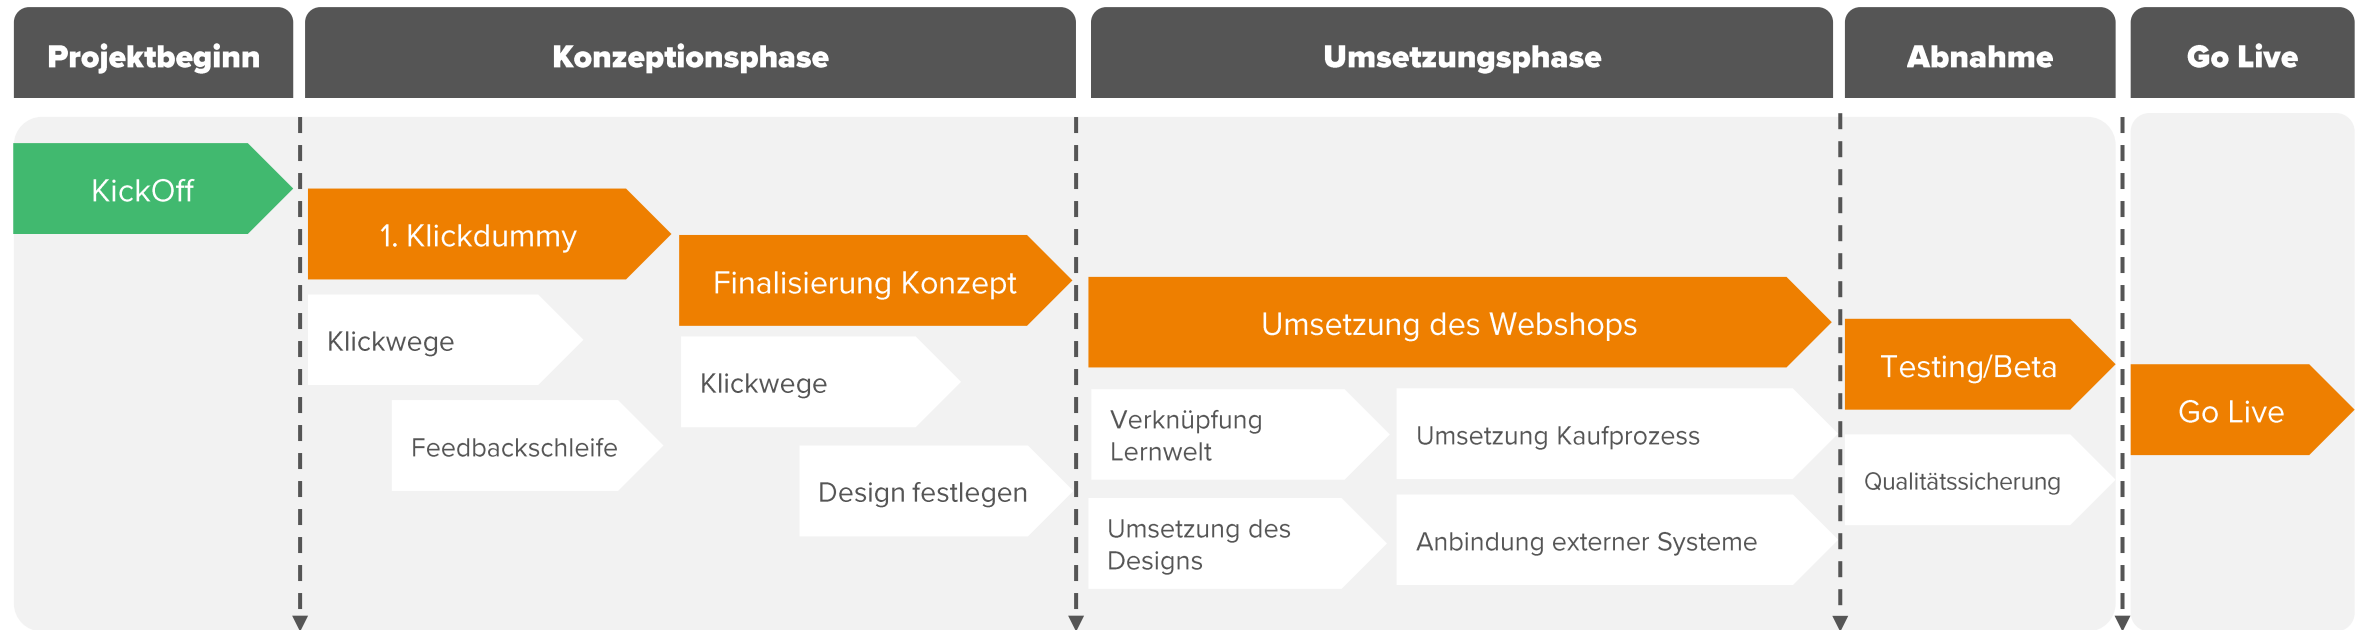 Projektbeginn
Konzeptionsphase
Umsetzungsphase
Abnahme
Go Live
KickOff
1. Klickdummy
Klickwege
Feedbackschleife
Finalisierung Konzept
Klickwege
Design festlegen
Umsetzung des Webshops
Verknüpfung
Lernwelt
Umsetzung Kaufprozess
Umsetzung des
Designs
Anbindung externer Systeme
Testing/Beta
Qualitätssicherung
Go Live